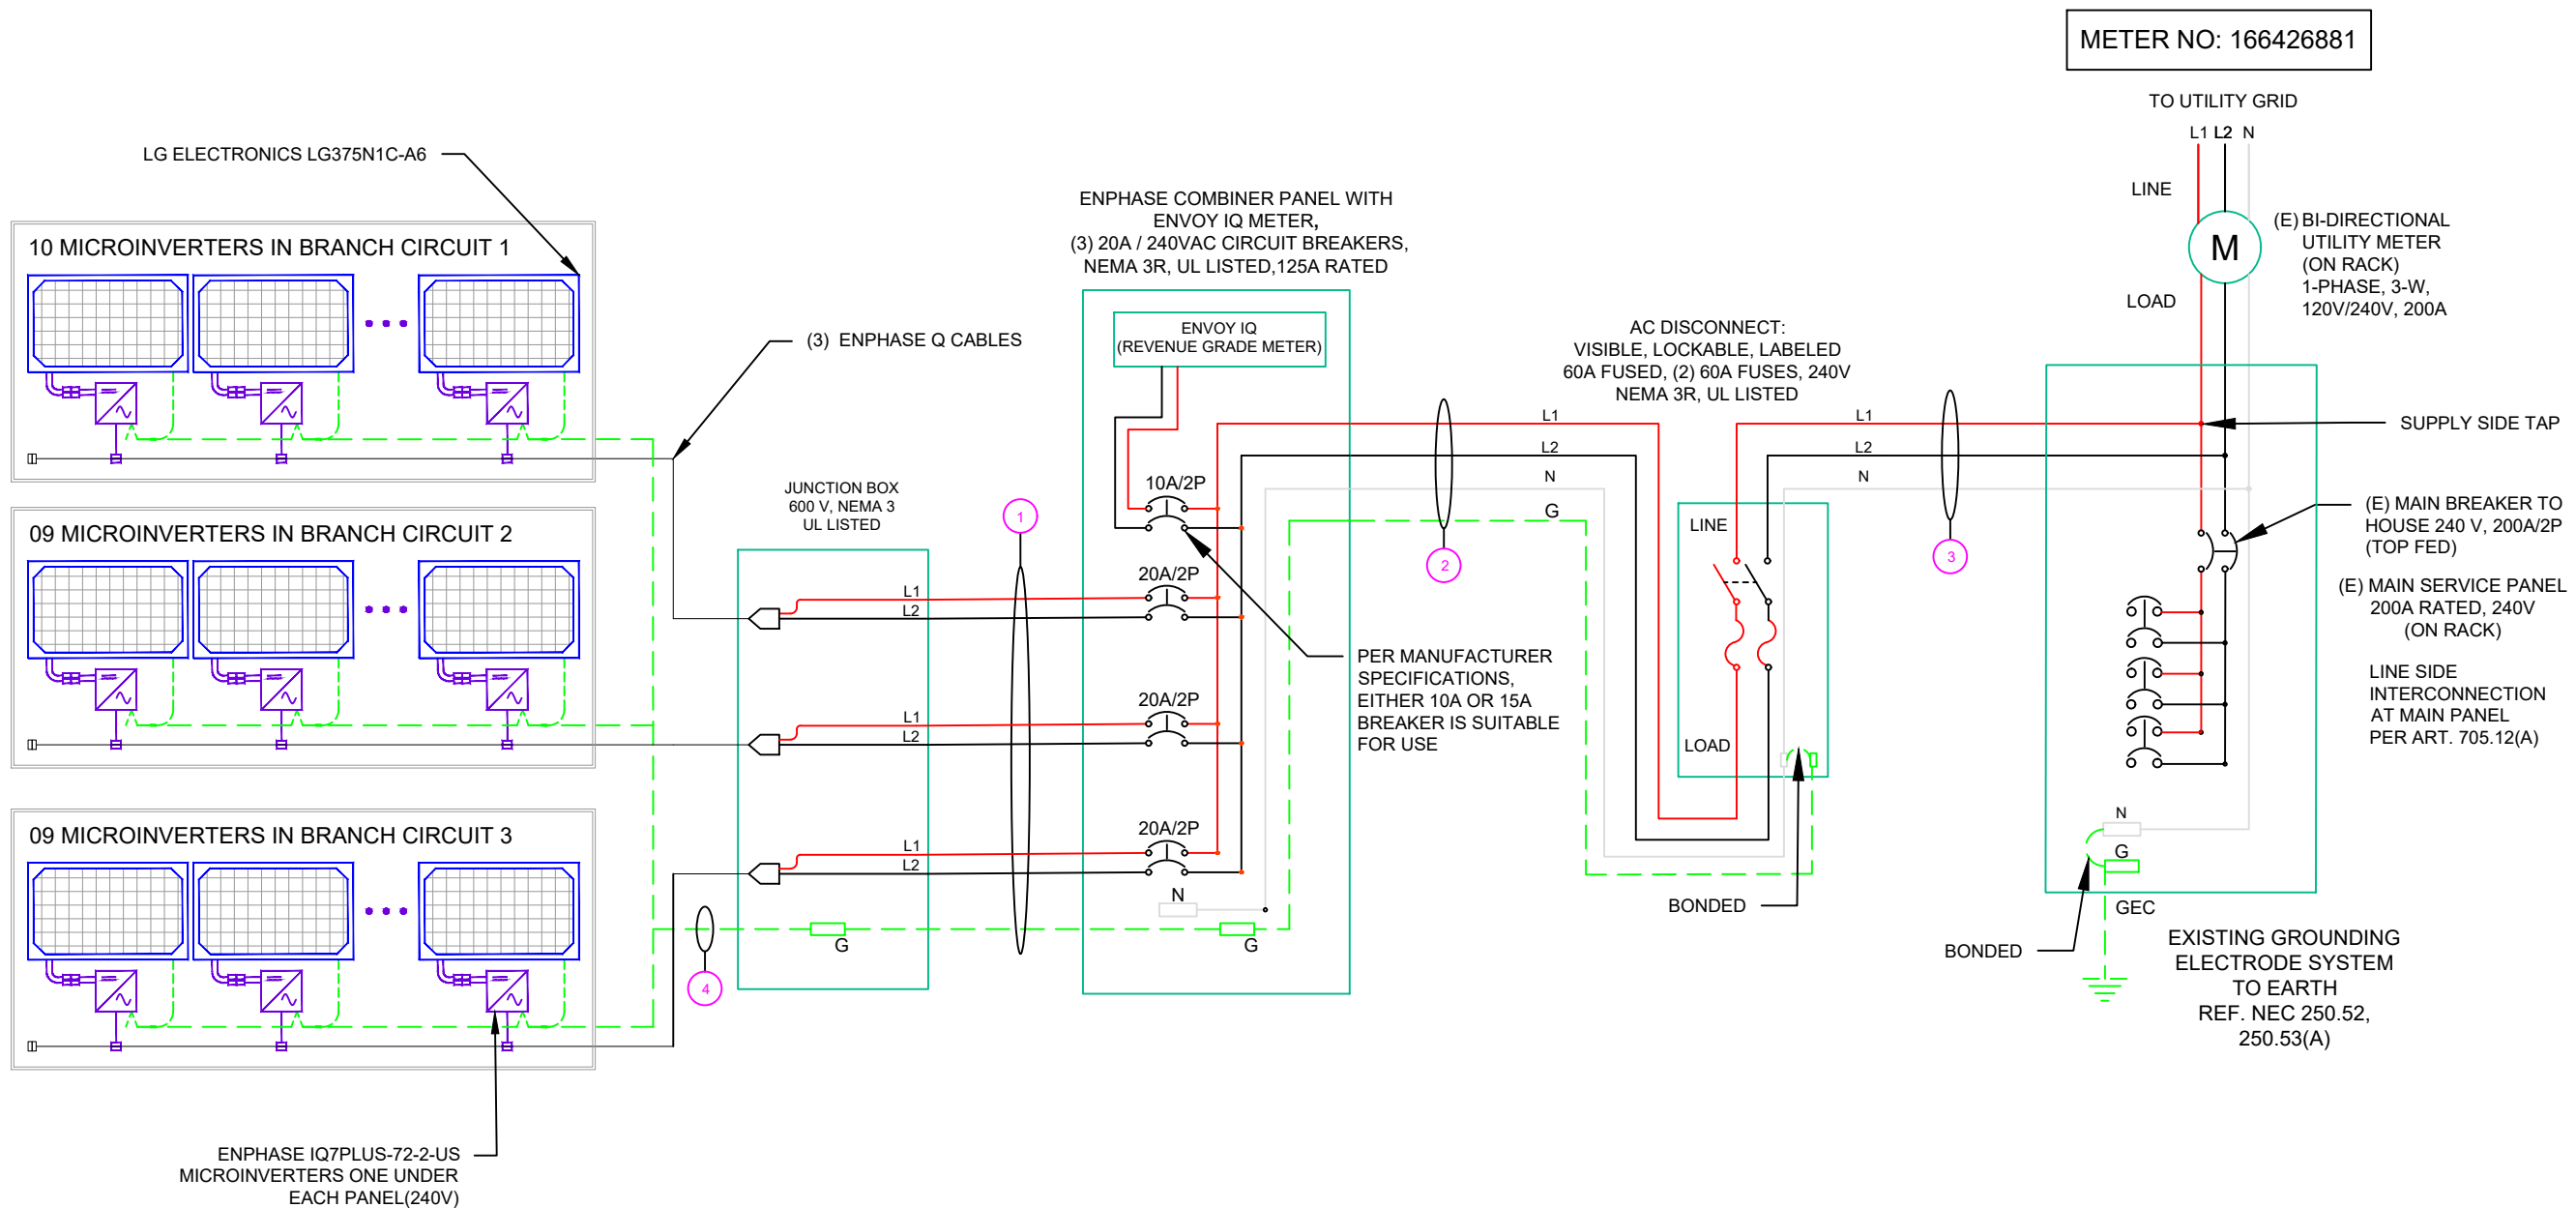 METER NO: 166426881
TO UTILITY GRID
L1 L2 N
LINE
M
(E) BI-DIRECTIONAL
UTILITY METER
(ON RACK)
1-PHASE, 3-W,
120V/240V, 200A
LOAD
LG ELECTRONICS LG375N1C-A6
10 MICROINVERTERS IN BRANCH CIRCUIT 1
09 MICROINVERTERS IN BRANCH CIRCUIT 2
09 MICROINVERTERS IN BRANCH CIRCUIT 3
ENPHASE IQ7PLUS-72-2-US
MICROINVERTERS ONE UNDER
EACH PANEL(240V)
(3) ENPHASE Q CABLES
JUNCTION BOX
600 V, NEMA 3
UL LISTED
L1
L2
L1
L2
L1
L2
G
4
1
ENPHASE COMBINER PANEL WITH
ENVOY IQ METER,
(3) 20A / 240VAC CIRCUIT BREAKERS,
NEMA 3R, UL LISTED,125A RATED
ENVOY IQ
(REVENUE GRADE METER)
10A/2P
20A/2P
20A/2P
20A/2P
N
G
PER MANUFACTURER
SPECIFICATIONS,
EITHER 10A OR 15A
BREAKER IS SUITABLE
FOR USE
2
L1
L2
N
G
AC DISCONNECT:
VISIBLE, LOCKABLE, LABELED
60A FUSED, (2) 60A FUSES, 240V
NEMA 3R, UL LISTED
LINE
LOAD
BONDED
L1
L2
N
3
SUPPLY SIDE TAP
(E) MAIN BREAKER TO
HOUSE 240 V, 200A/2P
(TOP FED)
(E) MAIN SERVICE PANEL
200A RATED, 240V
(ON RACK)
LINE SIDE
INTERCONNECTION
AT MAIN PANEL
PER ART. 705.12(A)
N
G
GEC
BONDED
EXISTING GROUNDING
ELECTRODE SYSTEM
TO EARTH
REF. NEC 250.52,
250.53(A)